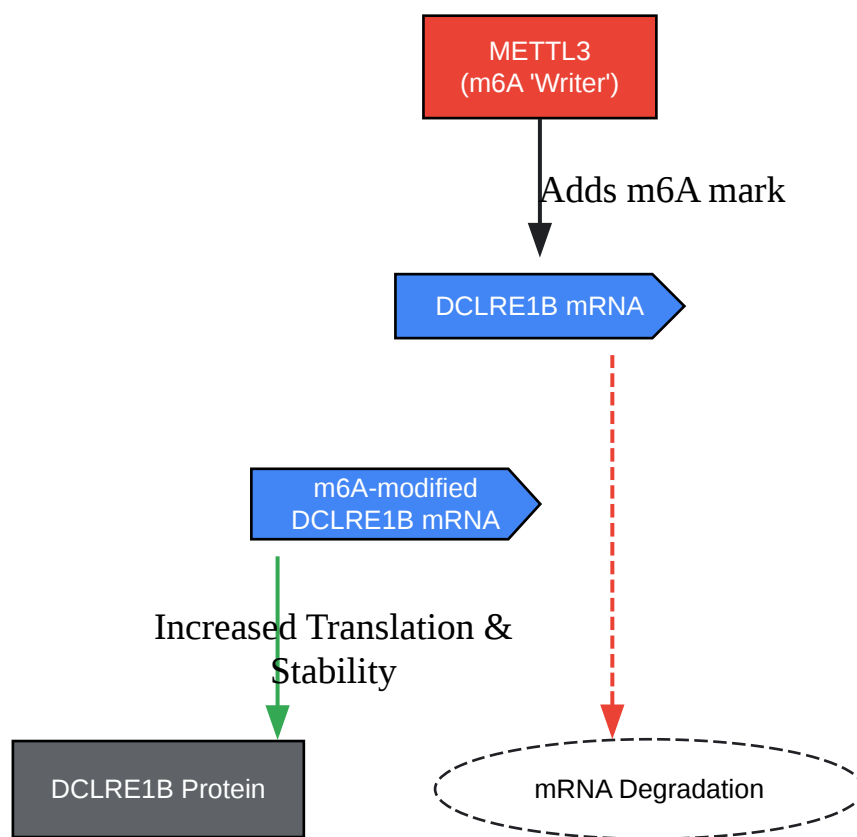 METTL3
(m6A 'Writer')
Adds m6A mark
DCLRE1B mRNA
m6A-modified
DCLRE1B mRNA
Increased Translation &
Stability
DCLRE1B Protein
mRNA Degradation